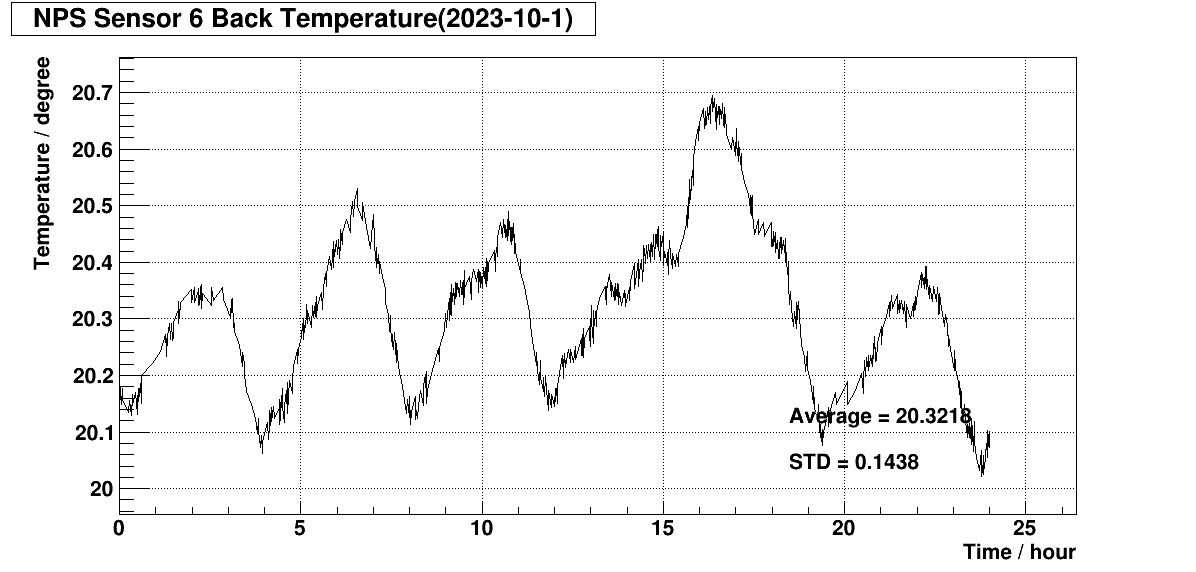 NPS Sensor 6 Back Temperature(2023-10-1)
Temperature / degree
20.7
20.6
20.5
20.4
20.3
20.2
20.1
20
Average = 20.3218
STD = 0.1438
0 5 10 15 20 25
Time / hour